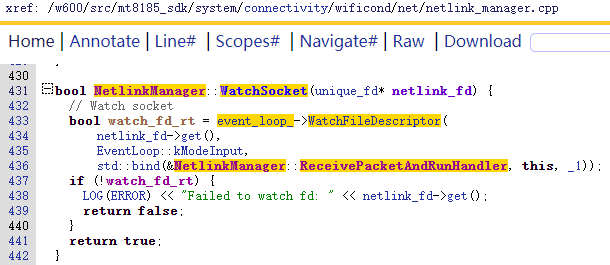 xref: /w600/src/mt8185_sdk/system/connectivity/wificond/net/netlink_manager.cpp
Home | Annotate | Line# | Scopes# | Navigate# | Raw | Download
430
431 bool NetlinkManager::WatchSocket(unique_fd* netlink_fd) {
432   // Watch socket
433   bool watch_fd_rt = event_loop_->WatchFileDescriptor(
434       netlink_fd->get(),
435       EventLoop::kModeInput,
436       std::bind(&NetlinkManager::ReceivePacketAndRunHandler, this, _1));
437   if (!watch_fd_rt) {
438     LOG(ERROR) << "Failed to watch fd: " << netlink_fd->get();
439     return false;
440   }
441   return true;
442 }